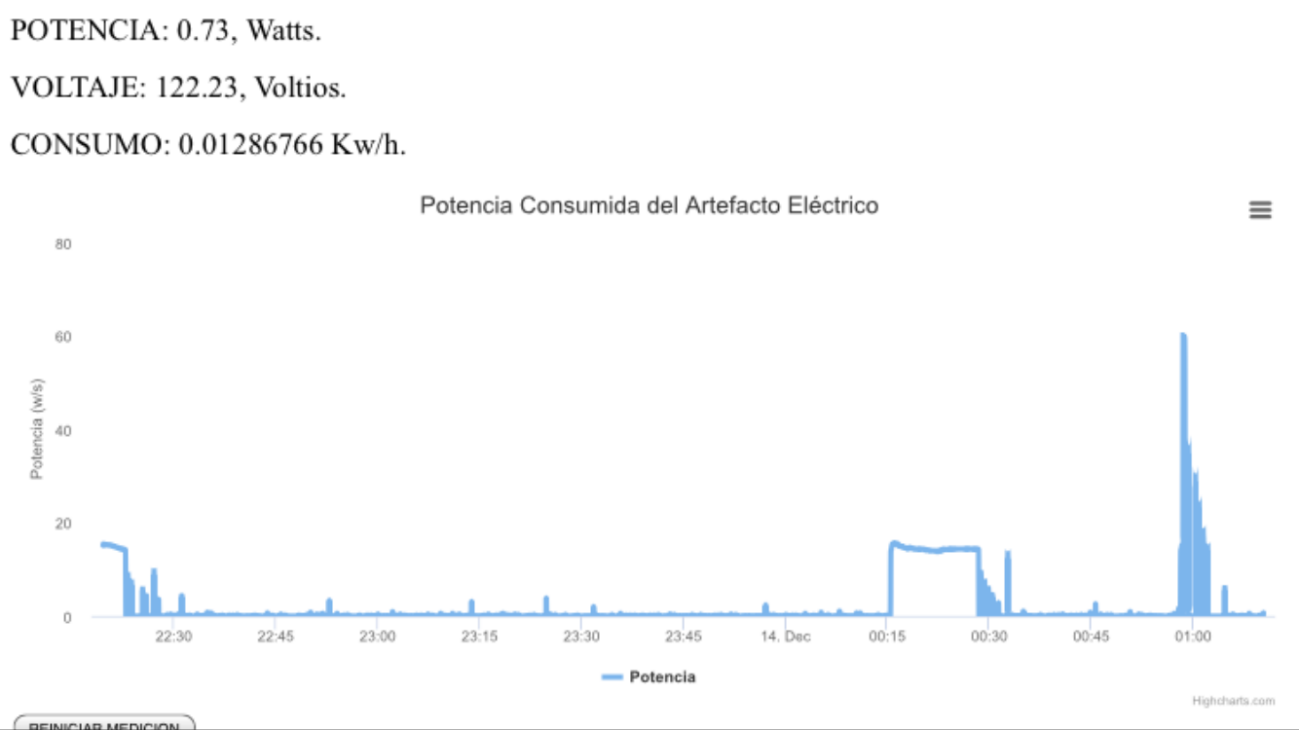 POTENCIA: 0.73, Watts.
VOLTAJE: 122.23, Voltios.
CONSUMO: 0.01286766 Kw/h.
Potencia Consumida del Artefacto Eléctrico
80
60
40
20
0
Potencia (w/s)
22:30 22:45 23:00 23:15 23:30 23:45 14. Dec 00:15 00:30 00:45 01:00
Potencia
Highcharts.com
REINICIAR MEDICION